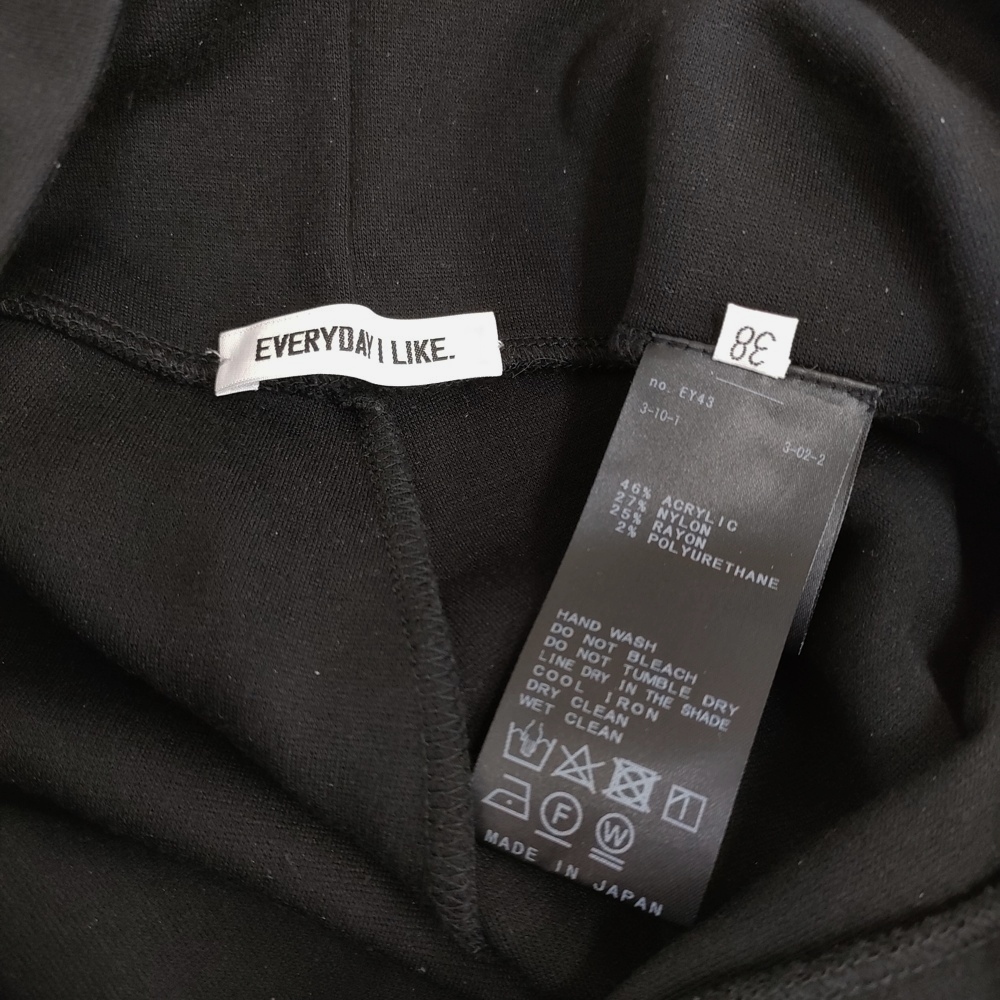 EVERYDAY I LIKE.
38
no. EY43
3-10-1
3-02-2
46% ACRYLIC
27% NYLON
25% RAYON
2% POLYURETHANE
HAND WASH
DO NOT BLEACH
DO NOT TUMBLE DRY
LINE DRY IN THE SHADE
COOL IRON
DRY CLEAN
WET CLEAN
F W
MADE IN JAPAN